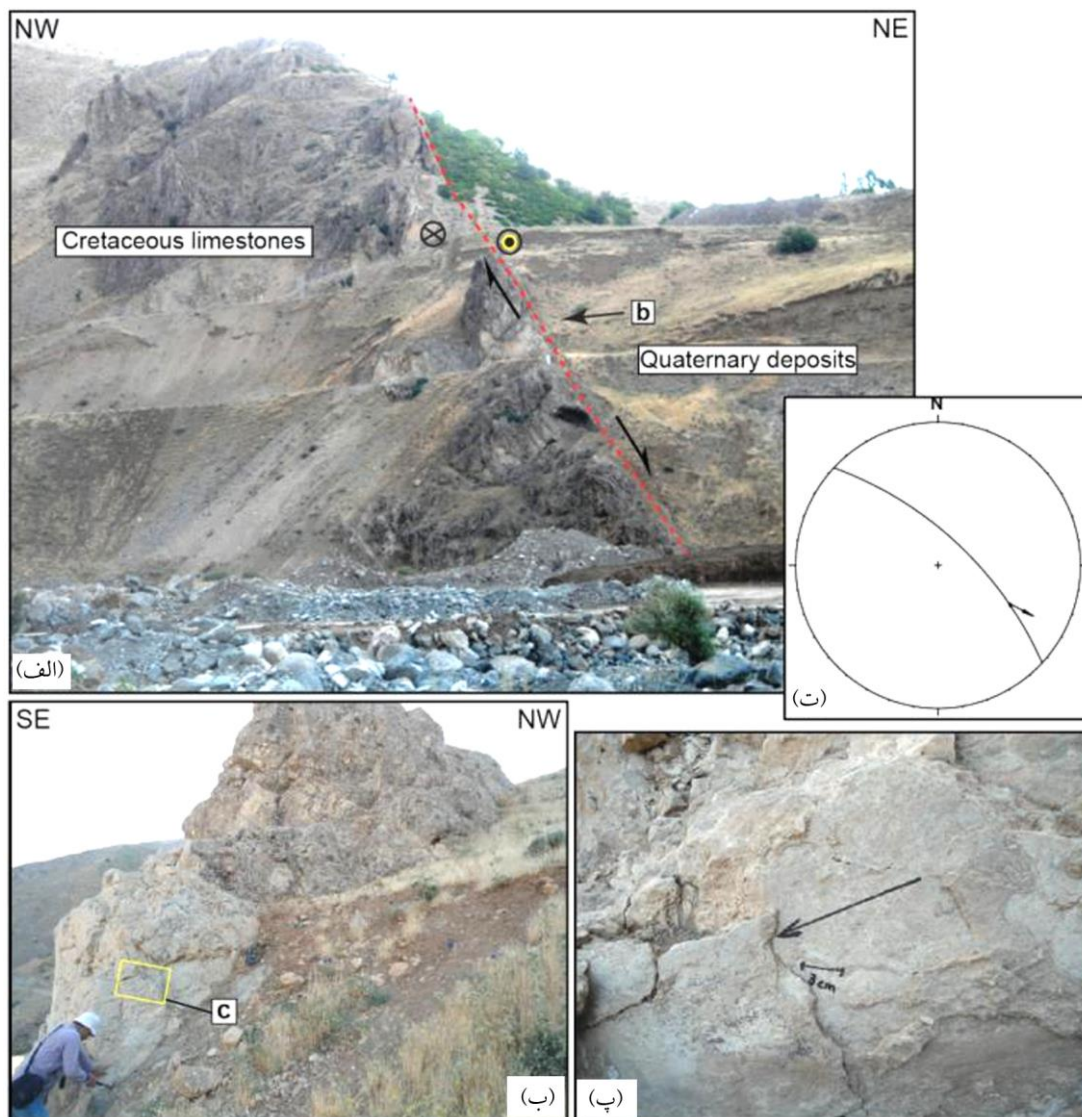 NW
NE
Cretaceous limestones
b
Quaternary deposits
(الف)
N
(ت)
SE
NW
C
(ب)
3cm
(پ)